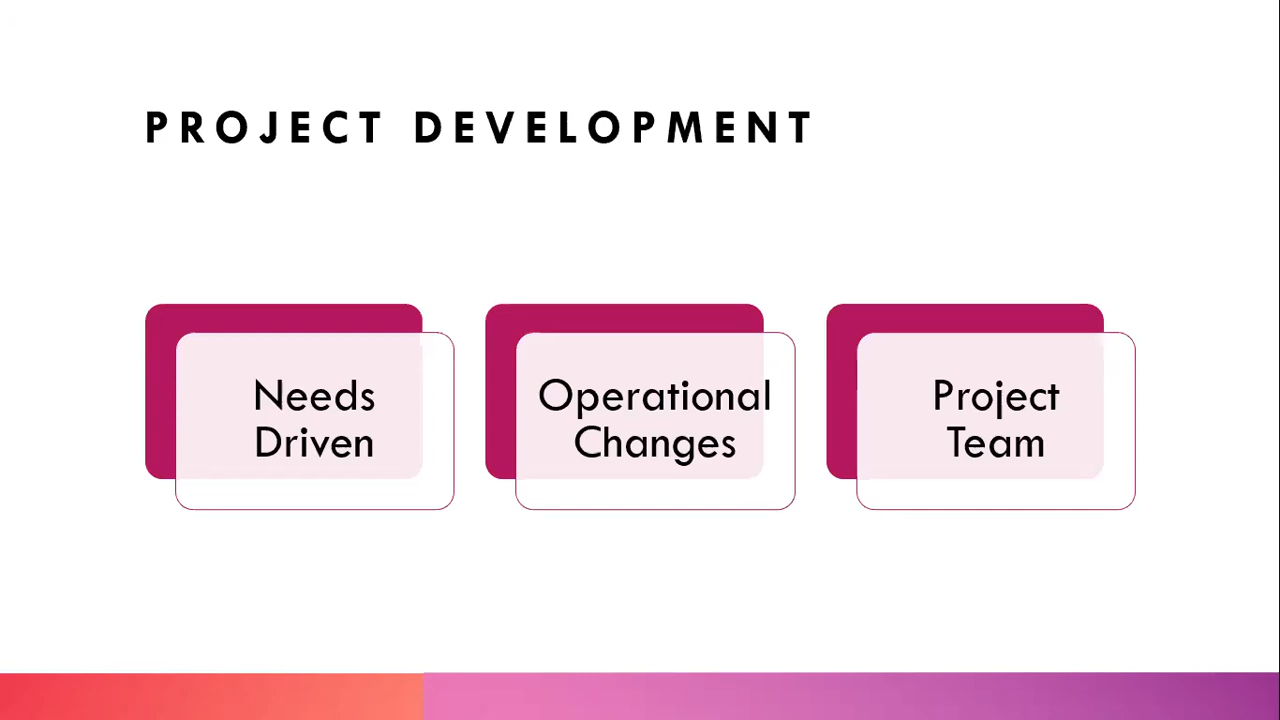 PROJECT DEVELOPMENT
Needs
Driven
Operational
Changes
Project
Team